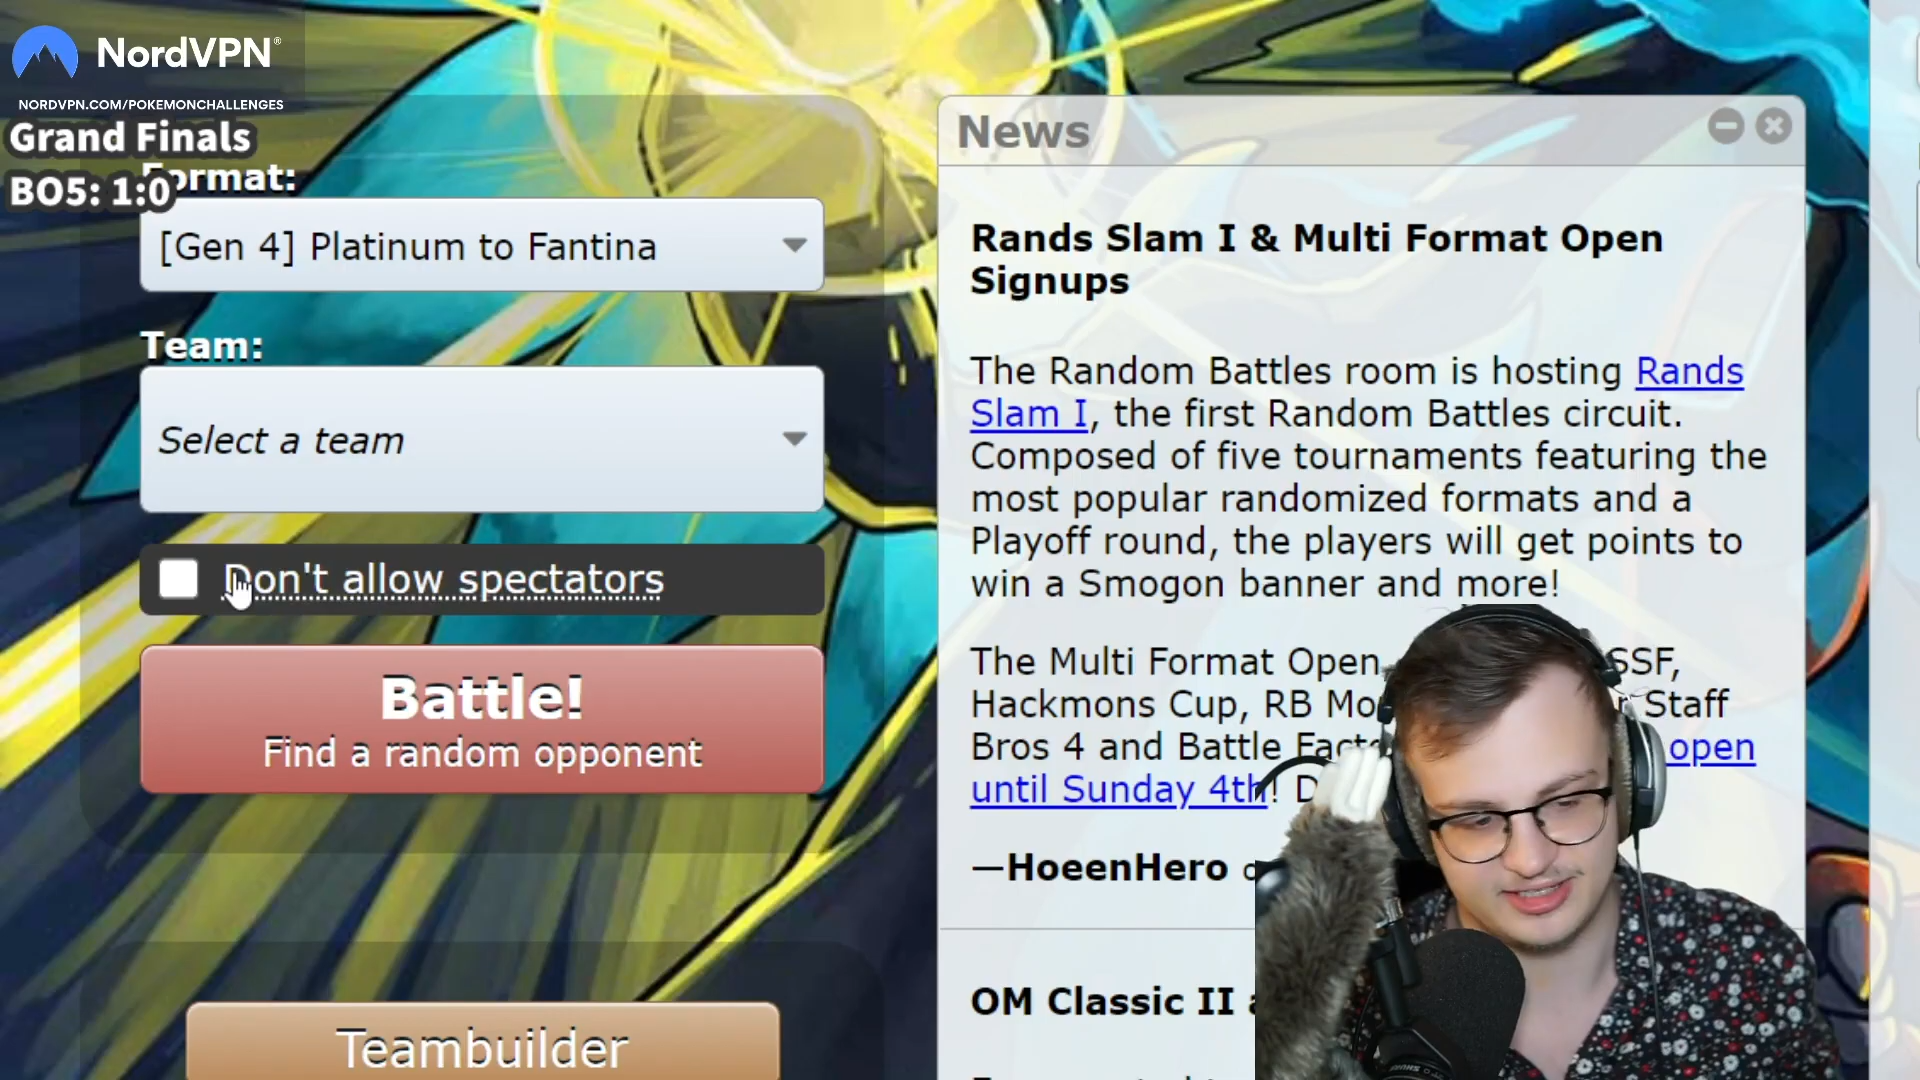 NordVPN®
NORDVPN.COM/POKEMONCHALLENGES
Grand Finals
BO5: 1:0
Format:
[Gen 4] Platinum to Fantina
Team:
Select a team
Don't allow spectators
Battle!
Find a random opponent
Teambuilder
News
Rands Slam I & Multi Format Open
Signups
The Random Battles room is hosting Rands
Slam I, the first Random Battles circuit.
Composed of five tournaments featuring the
most popular randomized formats and a
Playoff round, the players will get points to
win a Smogon banner and more!
The Multi Format Open, SSF,
Hackmons Cup, RB Staff
Bros 4 and Battle open
until Sunday 4th!
—HoeenHero
OM Classic II